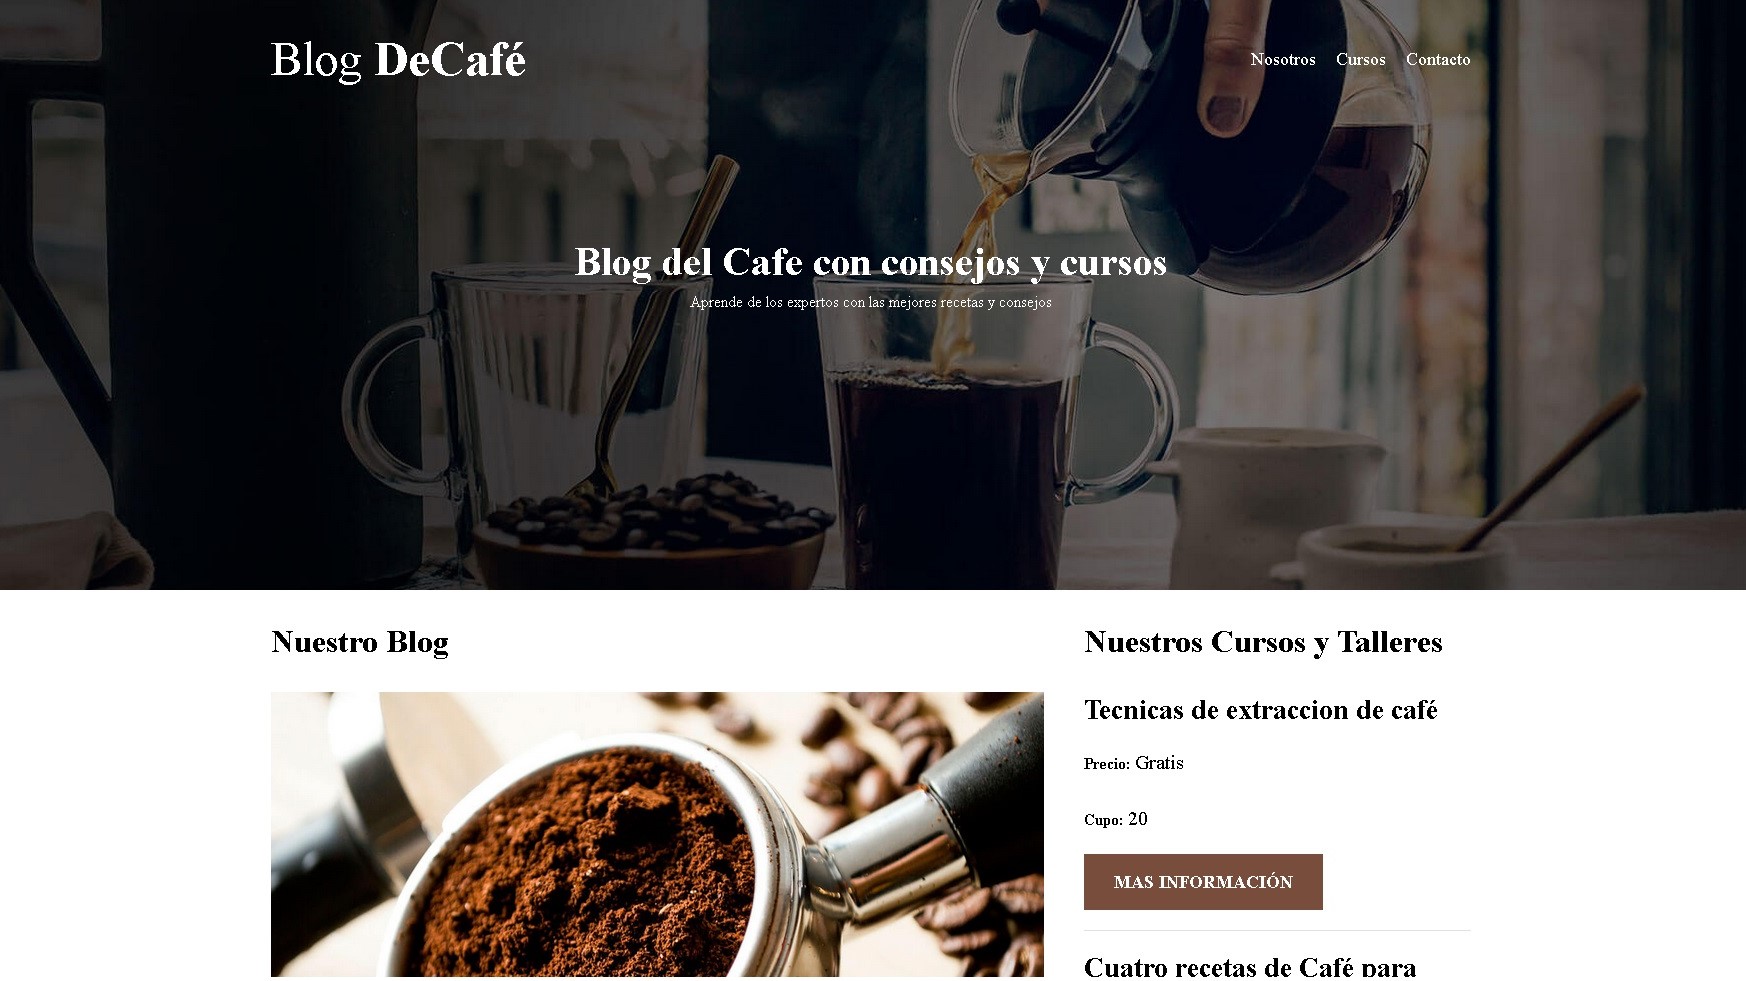 Blog DeCafé
Nosotros Cursos Contacto
Blog del Cafe con consejos y cursos
Aprende de los expertos con las mejores recetas y consejos
Nuestro Blog
Nuestros Cursos y Talleres
Tecnicas de extraccion de café
Precio: Gratis
Cupo: 20
MAS INFORMACIÓN
Cuatro recetas de Café para